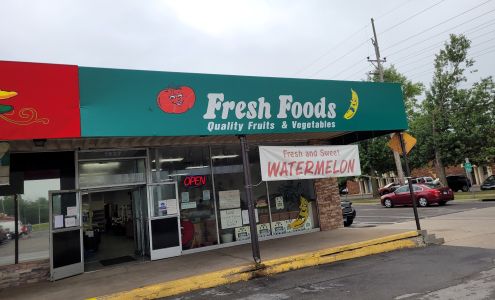 Fresh Foods
Quality Fruits & Vegetables
Fresh and Sweet
WATERMELON
OPEN